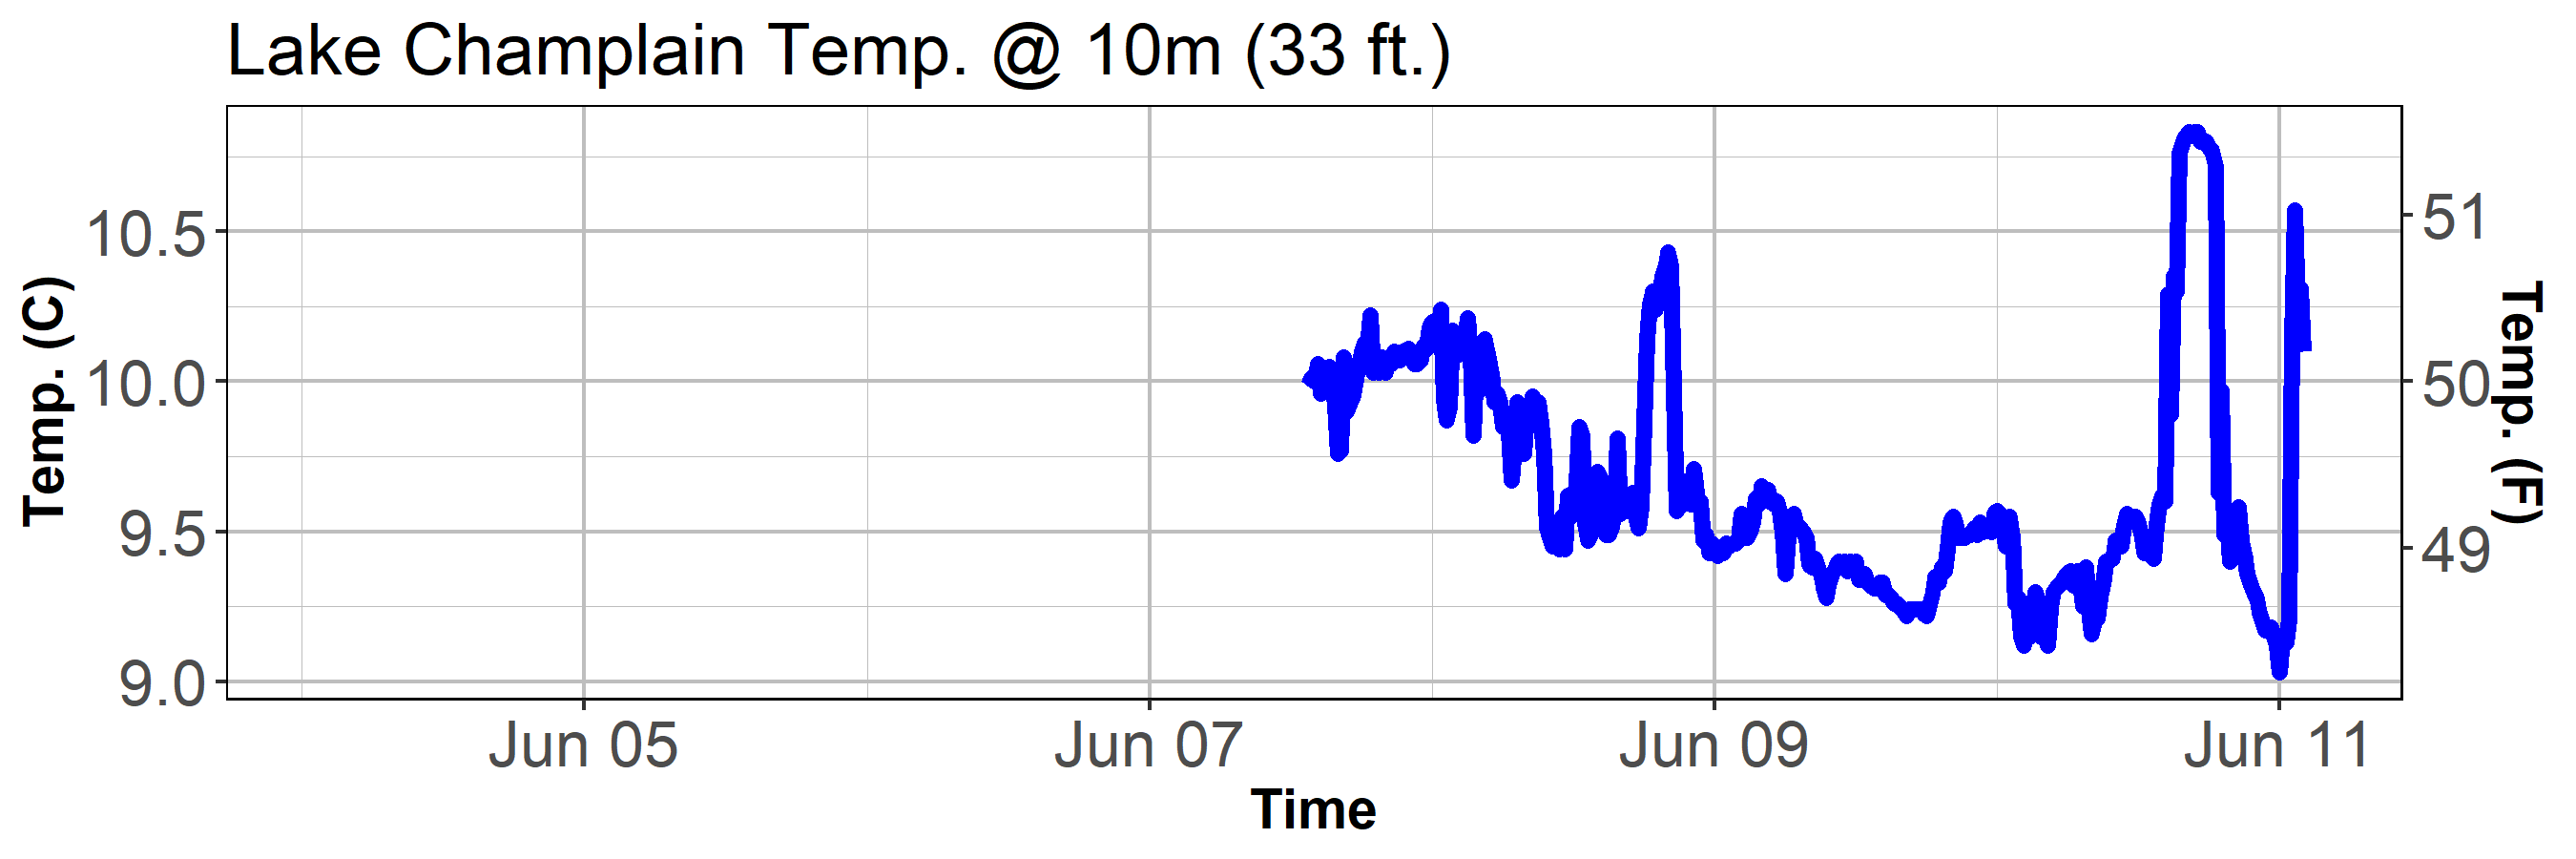 Lake Champlain Temp. @ 10m (33 ft.)
Temp. (C)
10.5
10.0
9.5
9.0
51
50
49
Temp. (F)
Jun 05
Jun 07
Jun 09
Jun 11
Time